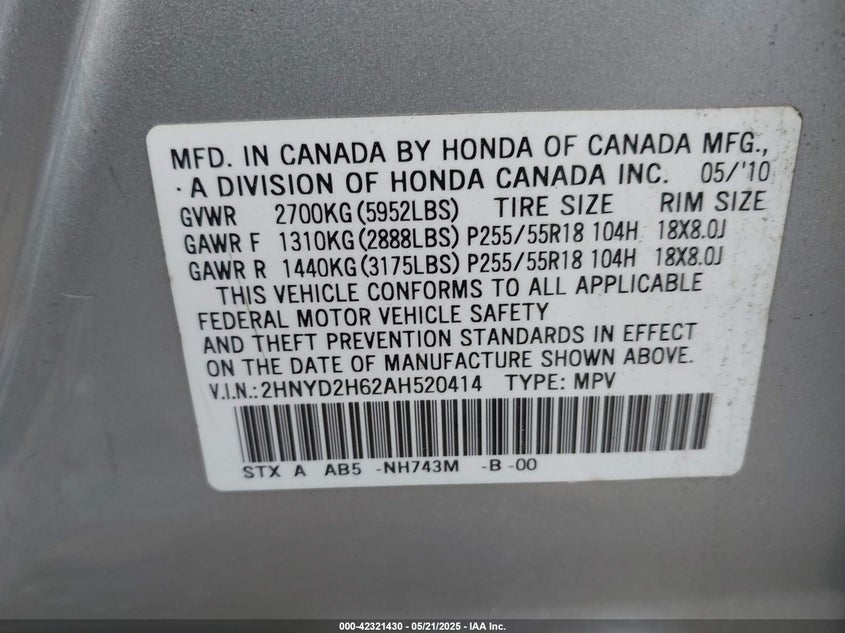 MFD. IN CANADA BY HONDA OF CANADA MFG.,
· A DIVISION OF HONDA CANADA INC. 05/'10
GVWR 2700KG (5952LBS) TIRE SIZE RIM SIZE
GAWR F 1310KG (2888LBS) P255/55R18 104H 18X8.0J
GAWR R 1440KG (3175LBS) P255/55R18 104H 18X8.0J
THIS VEHICLE CONFORMS TO ALL APPLICABLE
FEDERAL MOTOR VEHICLE SAFETY
AND THEFT PREVENTION STANDARDS IN EFFECT
ON THE DATE OF MANUFACTURE SHOWN ABOVE.
V.I.N.: 2HNYD2H62AH520414 TYPE: MPV
STX A AB5 -NH743M -B -00
000-42321430 - 05/21/2025 - IAA Inc.